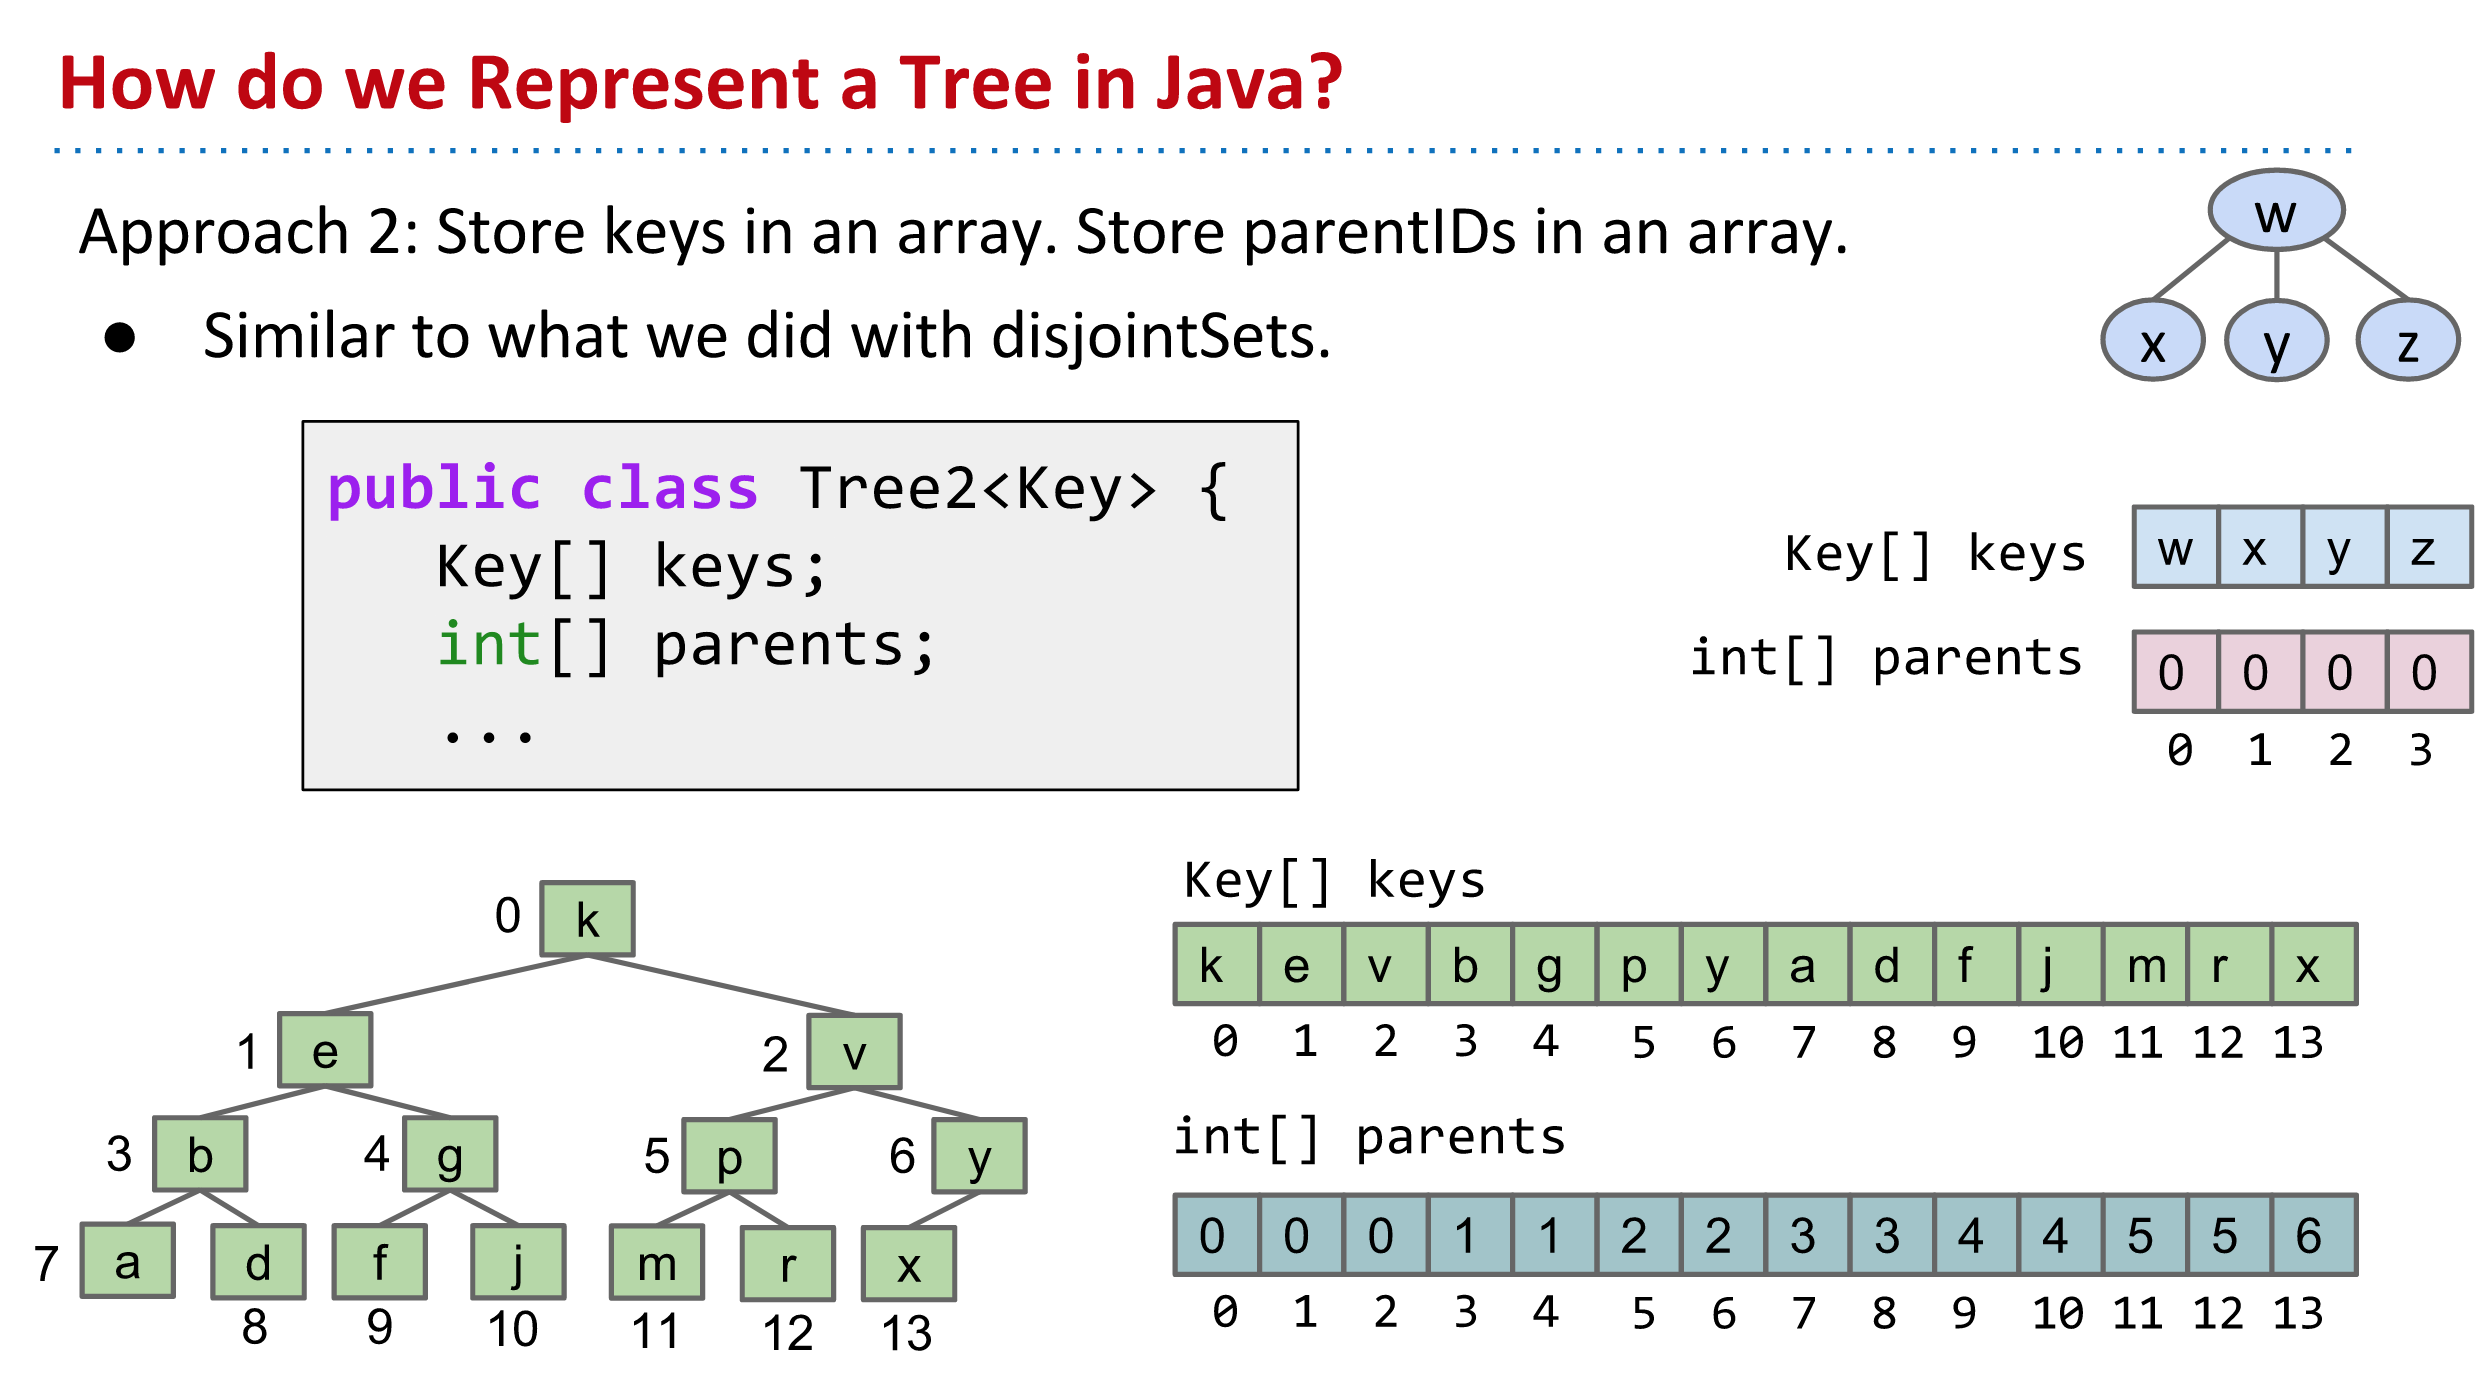 How do we Represent a Tree in Java?
Approach 2: Store keys in an array. Store parentIDs in an array.
● Similar to what we did with disjointSets.
w
x y z
public class Tree2<Key> {
Key[] keys;
int[] parents;
...
Key[] keys w x y z
int[] parents 0 0 0 0
0 1 2 3
0 k
1 e 2 v
3 b 4 g 5 p 6 y
7 a d f j m r x
8 9 10 11 12 13
Key[] keys
k e v b g p y a d f j m r x
0 1 2 3 4 5 6 7 8 9 10 11 12 13
int[] parents
0 0 0 1 1 2 2 3 3 4 4 5 5 6
0 1 2 3 4 5 6 7 8 9 10 11 12 13